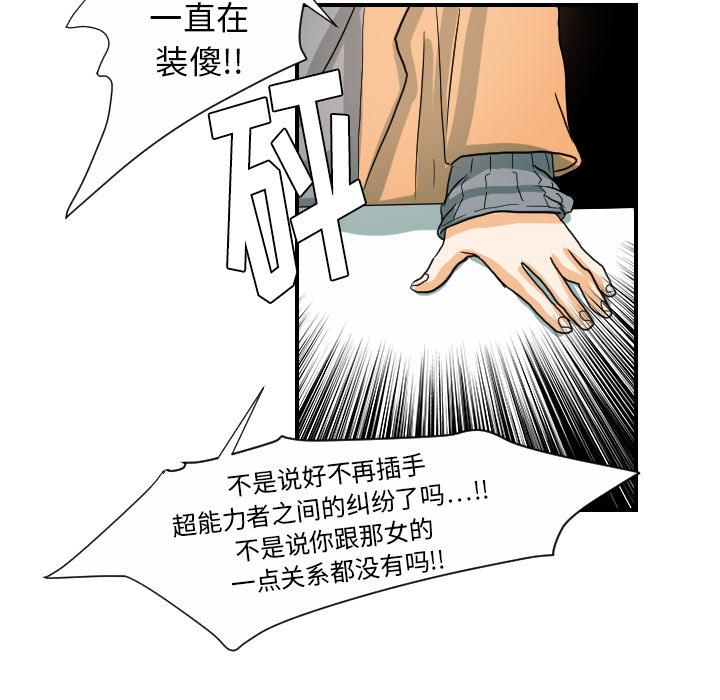 一直在
装傻!!
砰
不是说好不再插手
超能力者之间的纠纷了吗...!!
不是说你跟那女的
一点关系都没有吗!!